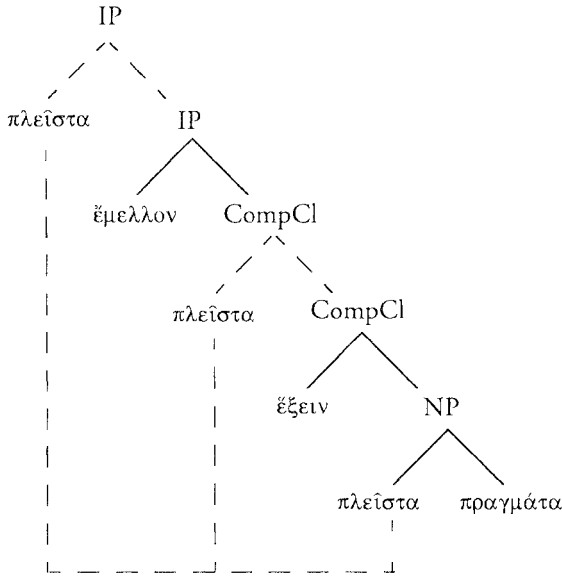 IP
πλεῖστα IP
ἔμελλον CompCl
πλεῖστα CompCl
ἕξειν NP
πλεῖστα πραγμάτα